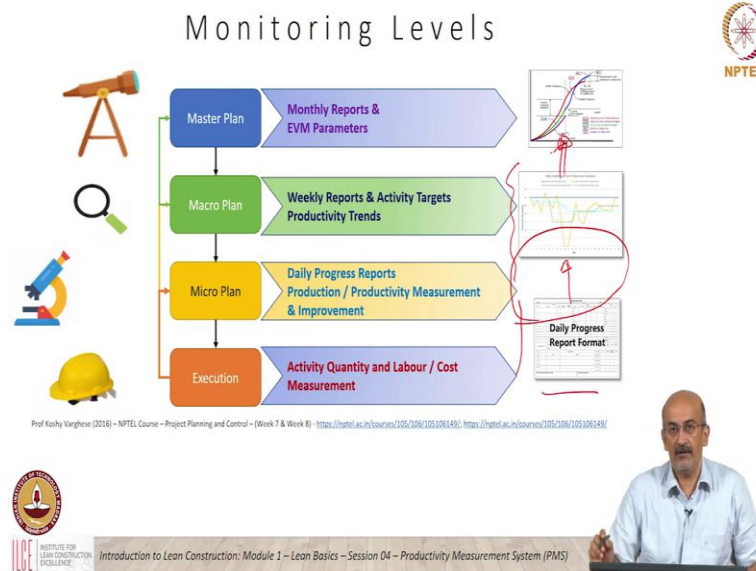 Monitoring Levels
NPTEL
Master Plan
Monthly Reports &
EVM Parameters
Macro Plan
Weekly Reports & Activity Targets
Productivity Trends
Micro Plan
Daily Progress Reports
Production / Productivity Measurement
& Improvement
Daily Progress
Report Format
Execution
Activity Quantity and Labour / Cost
Measurement
Prof Koshy Varghese (2016) – NPTEL Course – Project Planning and Control – (Week 7 & Week 8) - https://nptel.ac.in/courses/105/106/105106149/; https://nptel.ac.in/courses/105/106/105106149/
ILCE
INSTITUTE FOR
LEAN CONSTRUCTION
EXCELLENCE
Introduction to Lean Construction: Module 1 – Lean Basics – Session 04 – Productivity Measurement System (PMS)